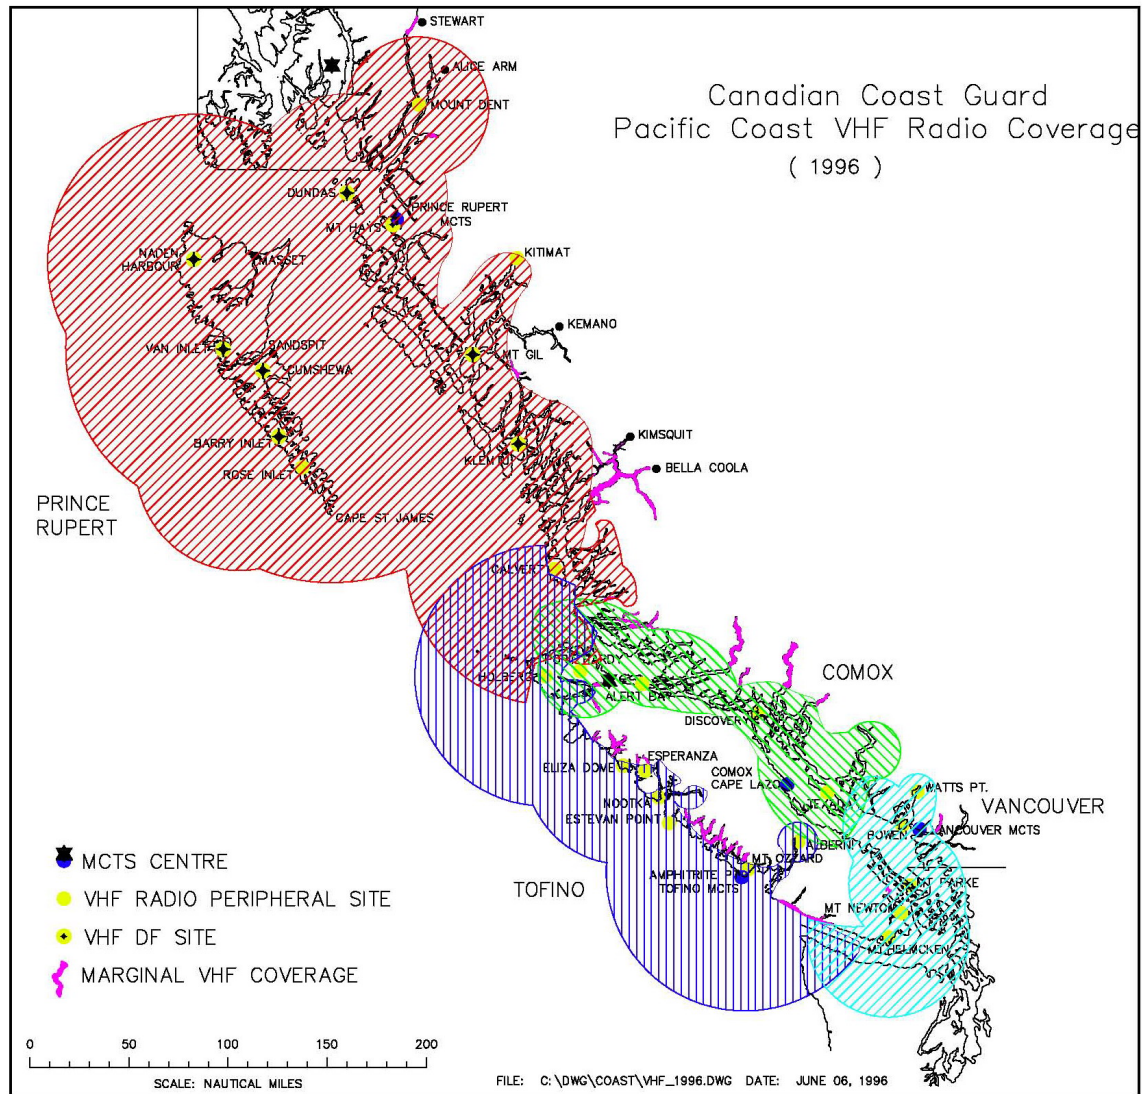 STEWART
ALICE ARM
MOUNT DENT
Canadian Coast Guard
Pacific Coast VHF Radio Coverage
( 1996 )
DUNDAS
PRINCE RUPERT
MCTS
MT HAYS
NADEN
HARBOUR
MASSET
KITIMAT
KEMANO
VAN INLET
SANDSPIT
CUMSHEWA
MT GIL
BARRY INLET
KLEMTU
ROSE INLET
KIMSQUIT
BELLA COOLA
PRINCE
RUPERT
CAPE ST JAMES
CALVERT
PORT HARDY
HOLBERG
ALERT BAY
COMOX
DISCOVERY
ESPERANZA
ELIZA DOME
COMOX
CAPE LAZO
NOOTKA
TEXADA
ESTEVAN POINT
WATTS PT.
VANCOUVER
BOWEN
VANCOUVER MCTS
ALBERNI
MT OZZARD
AMPHITRITE PT
TOFINO MCTS
TOFINO
MT PARKE
MT NEWTON
MT HELMCKEN
MCTS CENTRE
VHF RADIO PERIPHERAL SITE
VHF DF SITE
MARGINAL VHF COVERAGE
0 50 100 150 200
SCALE: NAUTICAL MILES
FILE: C:\DWG\COAST\VHF_1996.DWG DATE: JUNE 06, 1996